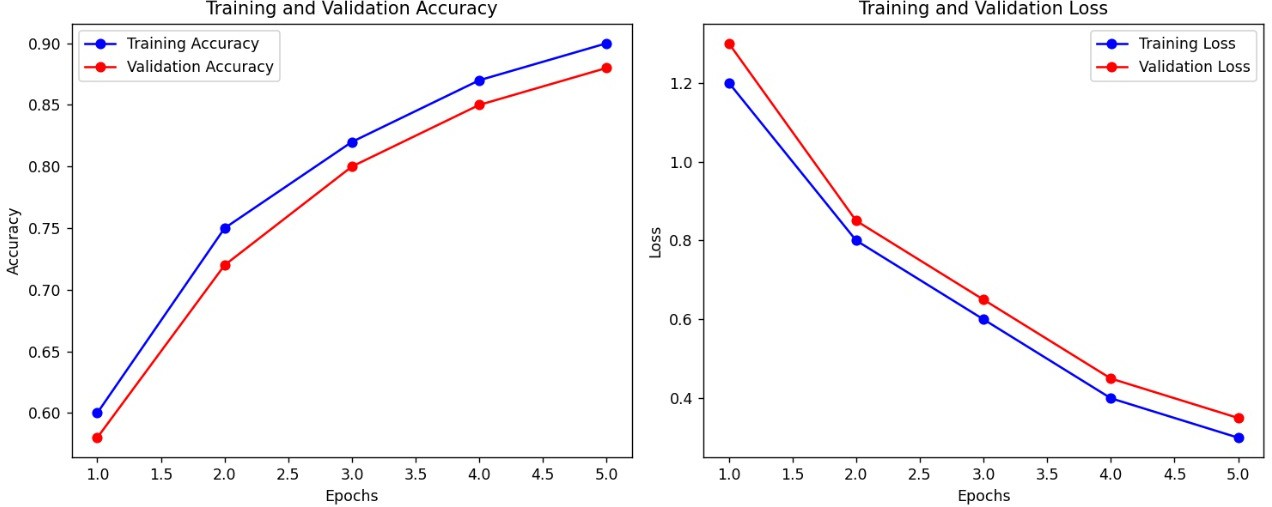 Training and Validation Accuracy
Training Accuracy
Validation Accuracy
0.90
0.85
0.80
0.75
0.70
0.65
0.60
Accuracy
1.0 1.5 2.0 2.5 3.0 3.5 4.0 4.5 5.0
Epochs
Training and Validation Loss
Training Loss
Validation Loss
1.2
1.0
0.8
0.6
0.4
Loss
1.0 1.5 2.0 2.5 3.0 3.5 4.0 4.5 5.0
Epochs